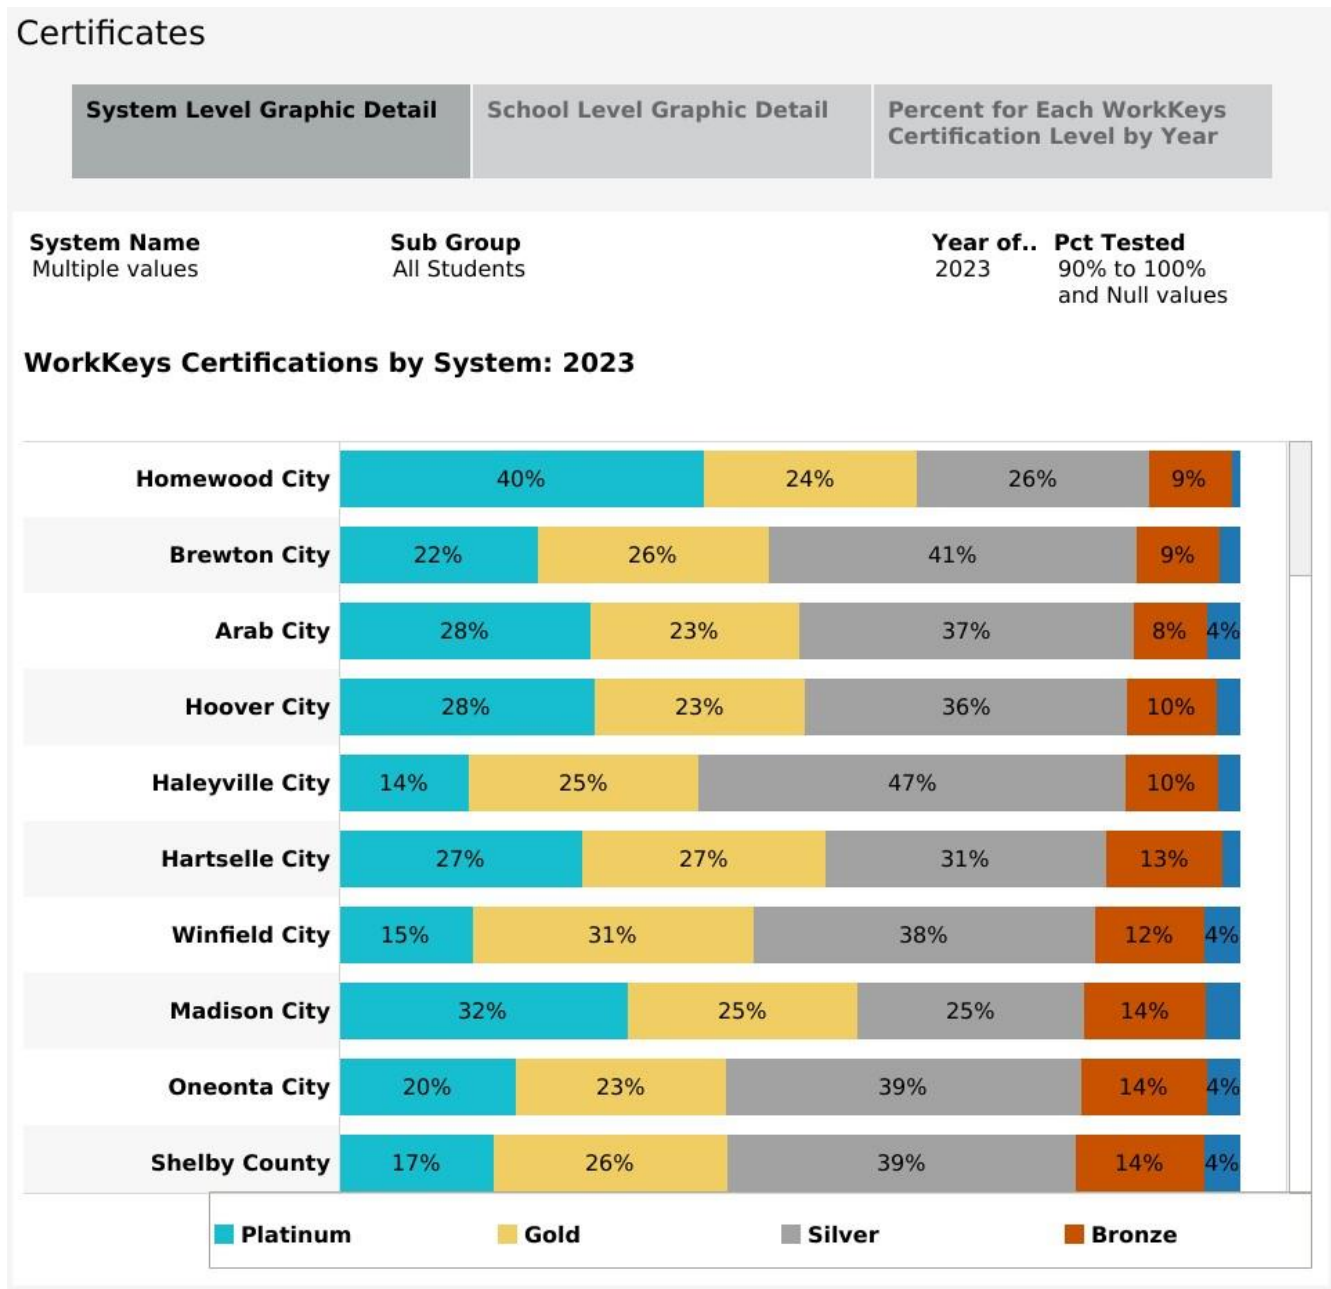 Certificates
System Level Graphic Detail
School Level Graphic Detail
Percent for Each WorkKeys
Certification Level by Year
System Name
Multiple values
Sub Group
All Students
Year of..
2023
Pct Tested
90% to 100%
and Null values
WorkKeys Certifications by System: 2023
Homewood City 40% 24% 26% 9%
Brewton City 22% 26% 41% 9%
Arab City 28% 23% 37% 8% 4%
Hoover City 28% 23% 36% 10%
Haleyville City 14% 25% 47% 10%
Hartselle City 27% 27% 31% 13%
Winfield City 15% 31% 38% 12% 4%
Madison City 32% 25% 25% 14%
Oneonta City 20% 23% 39% 14% 4%
Shelby County 17% 26% 39% 14% 4%
Platinum Gold Silver Bronze